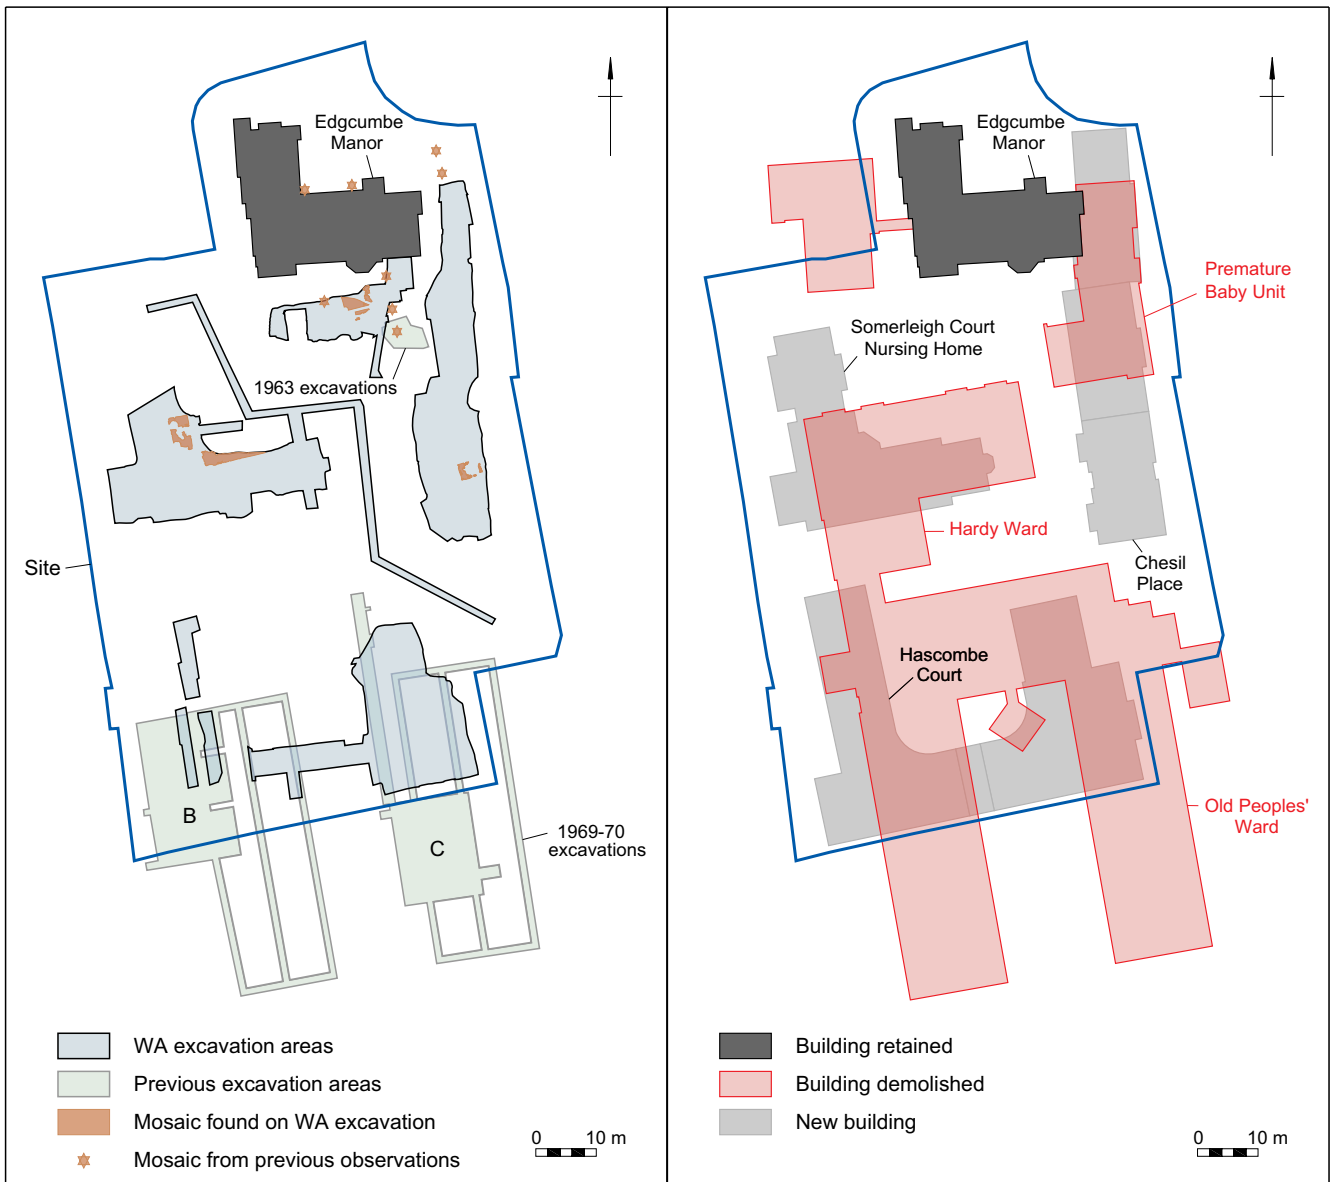 Edgcumbe
Manor
1963 excavations
Site
B
C
1969-70
excavations
WA excavation areas
Previous excavation areas
Mosaic found on WA excavation
Mosaic from previous observations
0 10 m
Edgcumbe
Manor
Premature
Baby Unit
Somerleigh Court
Nursing Home
Hardy Ward
Chesil
Place
Hascombe
Court
Old Peoples'
Ward
Building retained
Building demolished
New building
0 10 m